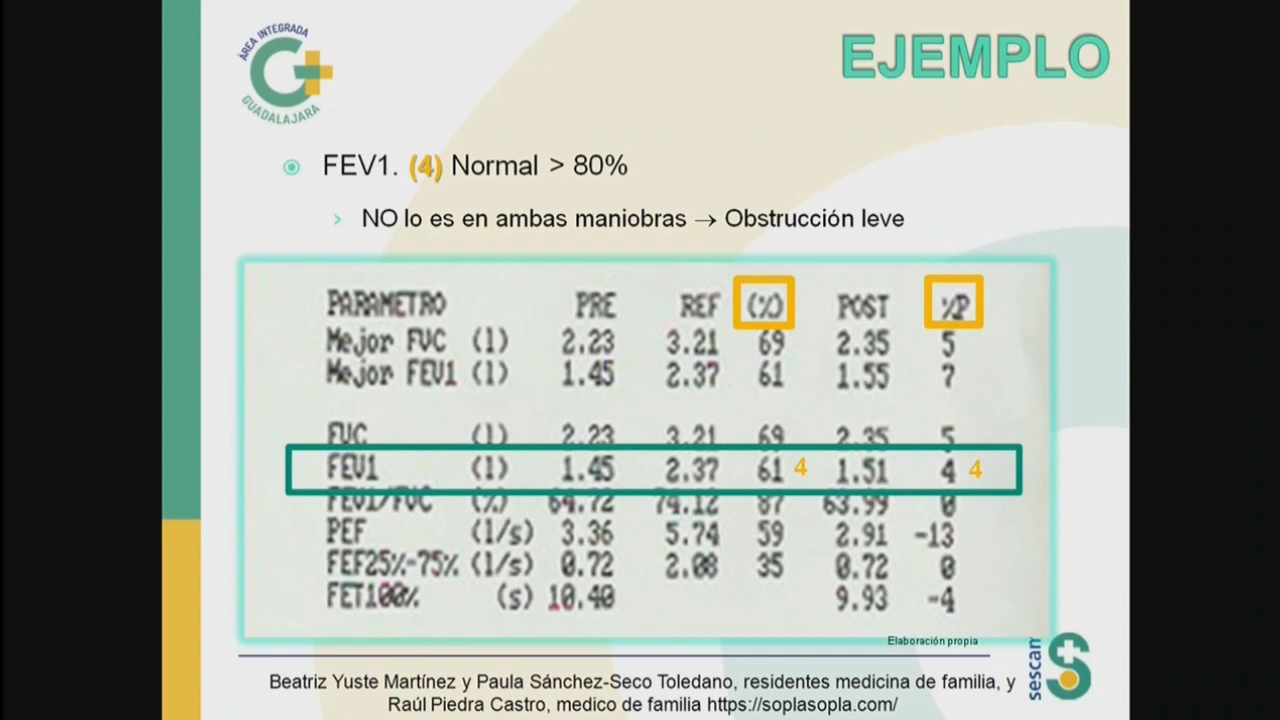 ÁREA INTEGRADA
GUADALAJARA
EJEMPLO
FEV1. (4) Normal > 80%
NO lo es en ambas maniobras → Obstrucción leve
PARAMETRO PRE REF (%) POST %P
Mejor FVC (l) 2.23 3.21 69 2.35 5
Mejor FEV1 (l) 1.45 2.37 61 1.55 7
FVC (l) 2.23 3.21 69 2.35 5
FEV1 (l) 1.45 2.37 61 4 1.51 4 4
FEV1/FVC (%) 64.72 74.12 87 63.99 0
PEF (l/s) 3.36 5.74 59 2.91 -13
FEF25%-75% (l/s) 0.72 2.08 35 0.72 0
FET100% (s) 10.40 9.93 -4
Elaboración propia
sescam
Beatriz Yuste Martínez y Paula Sánchez-Seco Toledano, residentes medicina de familia, y
Raúl Piedra Castro, medico de familia https://soplasopla.com/